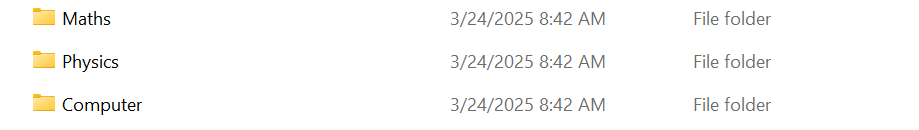 Maths 3/24/2025 8:42 AM File folder
Physics 3/24/2025 8:42 AM File folder
Computer 3/24/2025 8:42 AM File folder